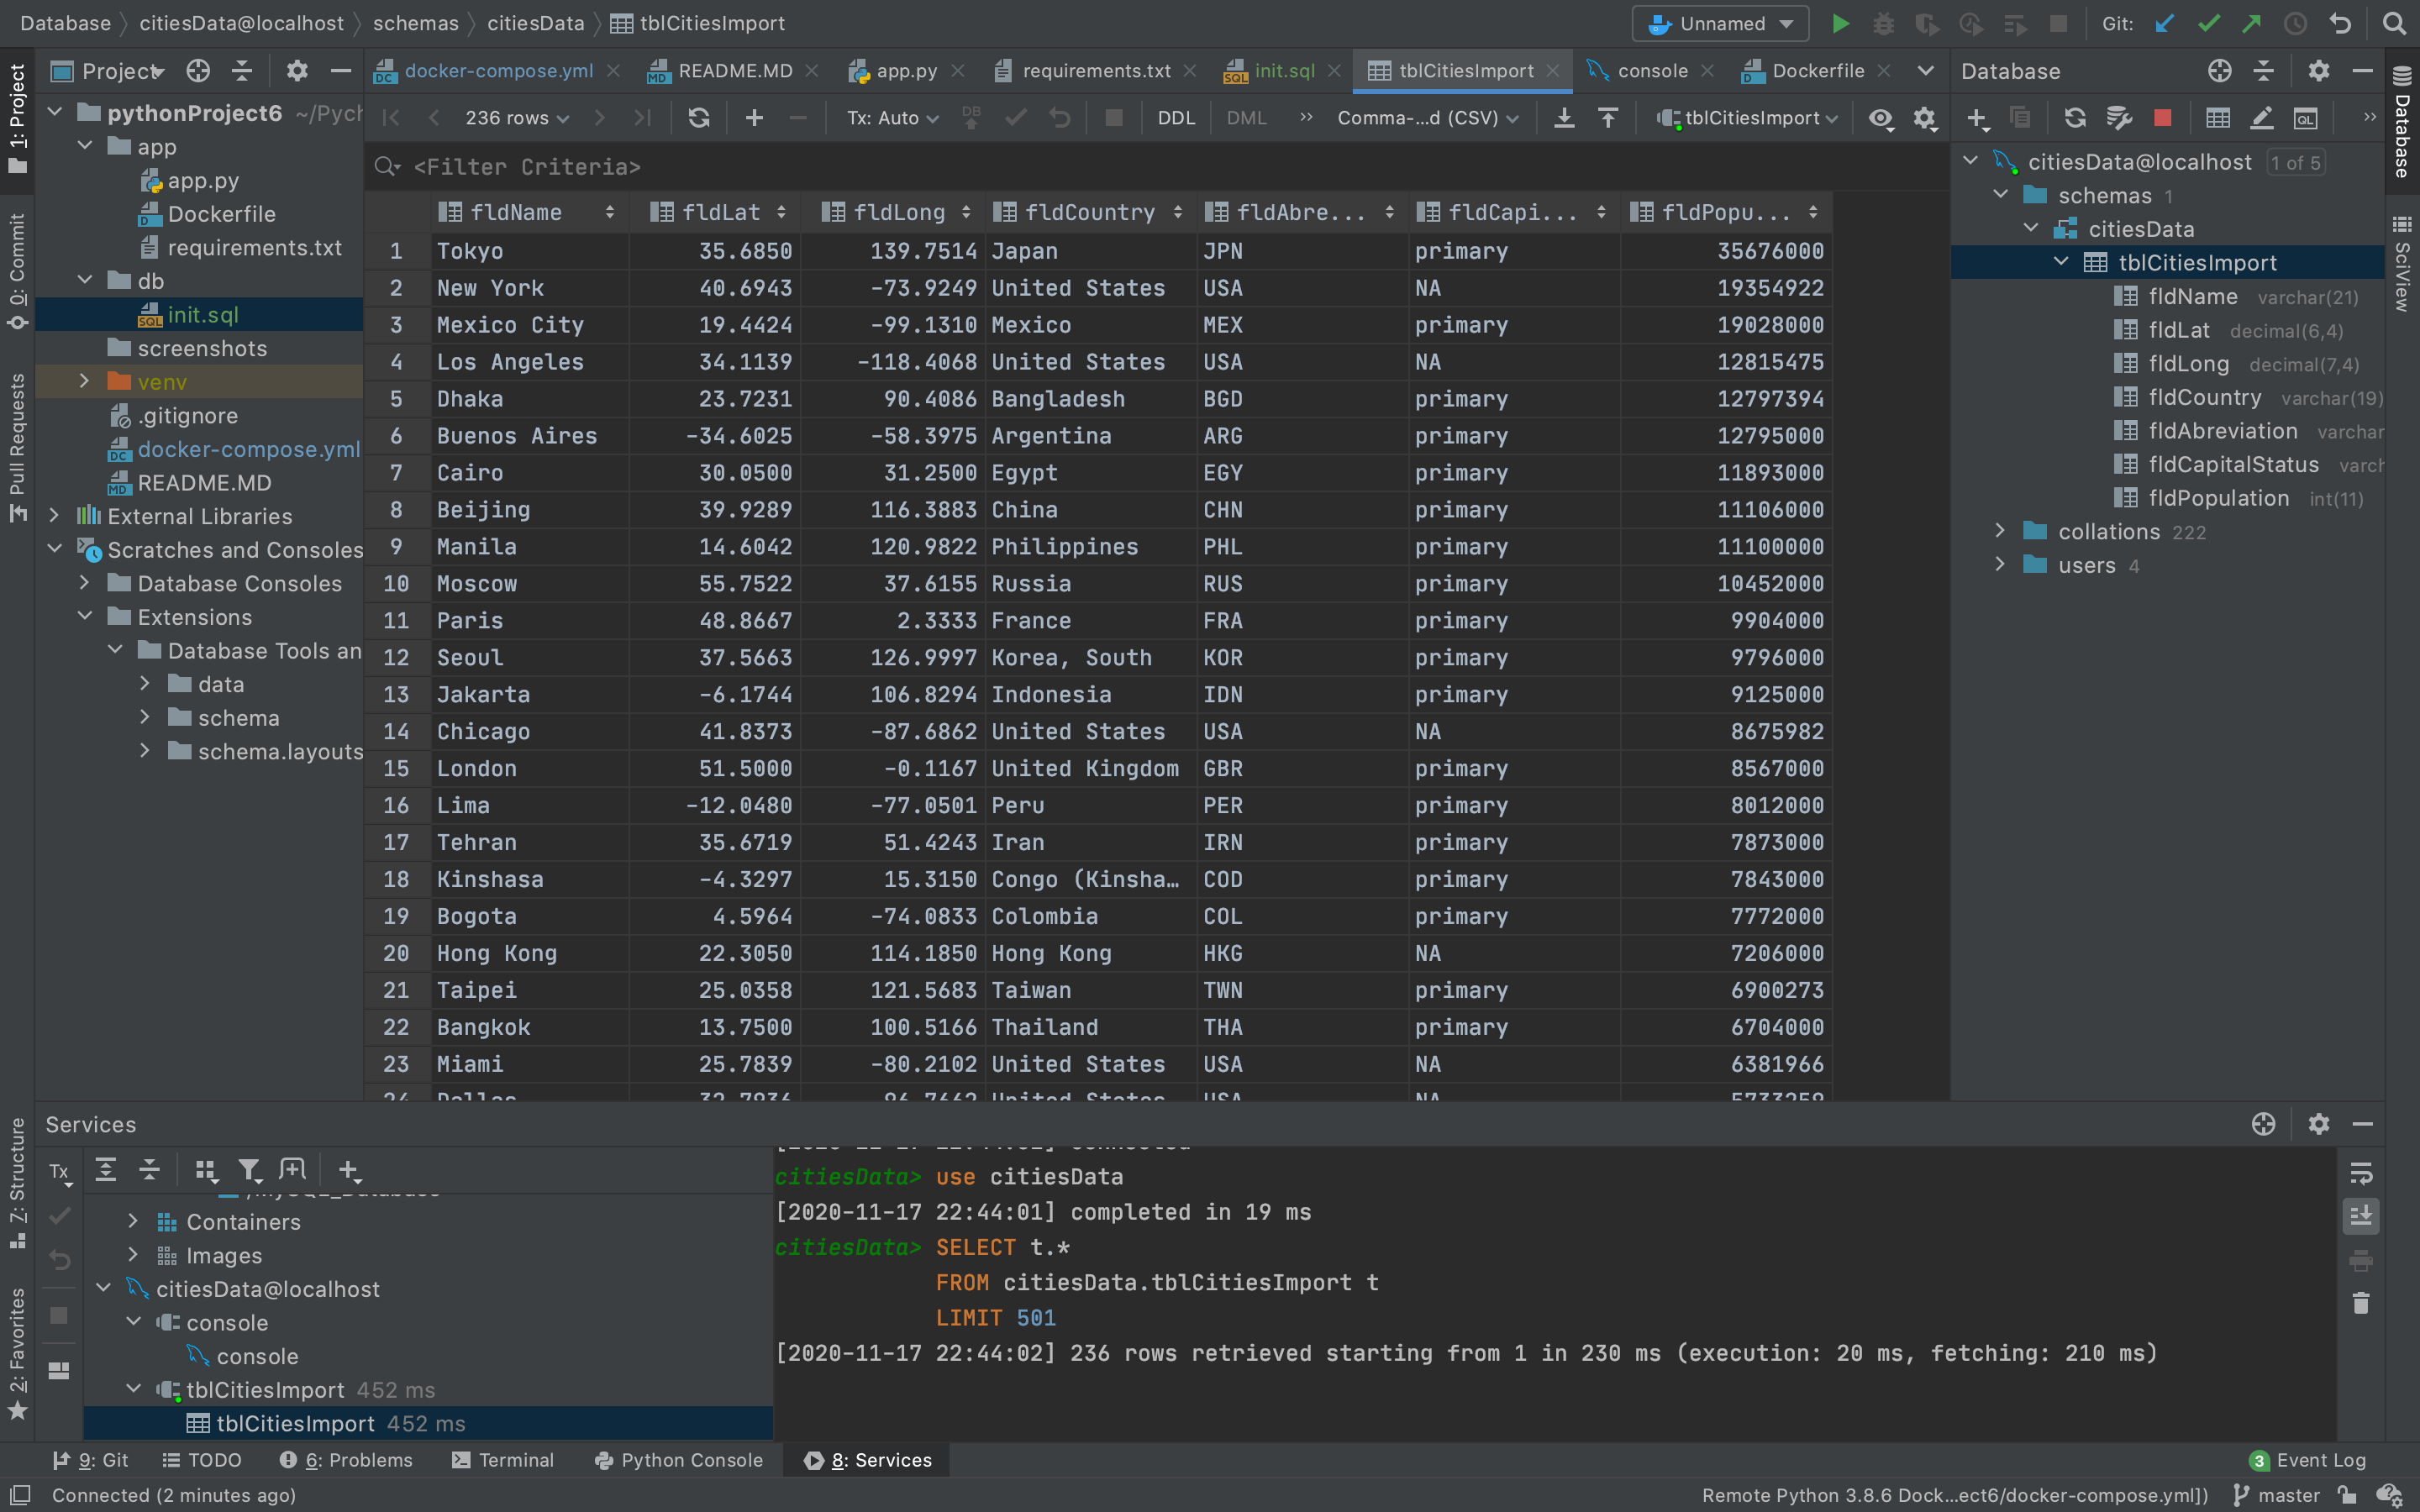 Database citiesData@localhost schemas citiesData tblCitiesImport
Unnamed
Git:
1: Project
0: Commit
Pull Requests
Z: Structure
2: Favorites
Project
docker-compose.yml README.MD app.py requirements.txt init.sql tblCitiesImport console Dockerfile
Database
236 rows Tx: Auto DB DDL DML » Comma-...d (CSV) tblCitiesImport
<Filter Criteria>
pythonProject6 ~/Pych
app
app.py
Dockerfile
requirements.txt
db
init.sql
screenshots
venv
.gitignore
docker-compose.yml
README.MD
External Libraries
Scratches and Consoles
Database Consoles
Extensions
Database Tools an
data
schema
schema.layouts
fldName fldLat fldLong fldCountry fldAbre... fldCapi... fldPopu...
1 Tokyo 35.6850 139.7514 Japan JPN primary 35676000
2 New York 40.6943 -73.9249 United States USA NA 19354922
3 Mexico City 19.4424 -99.1310 Mexico MEX primary 19028000
4 Los Angeles 34.1139 -118.4068 United States USA NA 12815475
5 Dhaka 23.7231 90.4086 Bangladesh BGD primary 12797394
6 Buenos Aires -34.6025 -58.3975 Argentina ARG primary 12795000
7 Cairo 30.0500 31.2500 Egypt EGY primary 11893000
8 Beijing 39.9289 116.3883 China CHN primary 11106000
9 Manila 14.6042 120.9822 Philippines PHL primary 11100000
10 Moscow 55.7522 37.6155 Russia RUS primary 10452000
11 Paris 48.8667 2.3333 France FRA primary 9904000
12 Seoul 37.5663 126.9997 Korea, South KOR primary 9796000
13 Jakarta -6.1744 106.8294 Indonesia IDN primary 9125000
14 Chicago 41.8373 -87.6862 United States USA NA 8675982
15 London 51.5000 -0.1167 United Kingdom GBR primary 8567000
16 Lima -12.0480 -77.0501 Peru PER primary 8012000
17 Tehran 35.6719 51.4243 Iran IRN primary 7873000
18 Kinshasa -4.3297 15.3150 Congo (Kinsha… COD primary 7843000
19 Bogota 4.5964 -74.0833 Colombia COL primary 7772000
20 Hong Kong 22.3050 114.1850 Hong Kong HKG NA 7206000
21 Taipei 25.0358 121.5683 Taiwan TWN primary 6900273
22 Bangkok 13.7500 100.5166 Thailand THA primary 6704000
23 Miami 25.7839 -80.2102 United States USA NA 6381966
24 Dallas 32.7936 -96.7662 United States USA NA 5733259
citiesData@localhost 1 of 5
schemas 1
citiesData
tblCitiesImport
fldName varchar(21)
fldLat decimal(6,4)
fldLong decimal(7,4)
fldCountry varchar(19)
fldAbreviation varchar
fldCapitalStatus varch
fldPopulation int(11)
collations 222
users 4
Database
SciView
Services
Tx
/mySQL_Database
Containers
Images
citiesData@localhost
console
console
tblCitiesImport 452 ms
tblCitiesImport 452 ms
[2020-11-17 22:44:01] Connected
citiesData> use citiesData
[2020-11-17 22:44:01] completed in 19 ms
citiesData> SELECT t.*
FROM citiesData.tblCitiesImport t
LIMIT 501
[2020-11-17 22:44:02] 236 rows retrieved starting from 1 in 230 ms (execution: 20 ms, fetching: 210 ms)
9: Git TODO 6: Problems Terminal Python Console 8: Services 3 Event Log
Connected (2 minutes ago) Remote Python 3.8.6 Dock...ect6/docker-compose.yml]) master